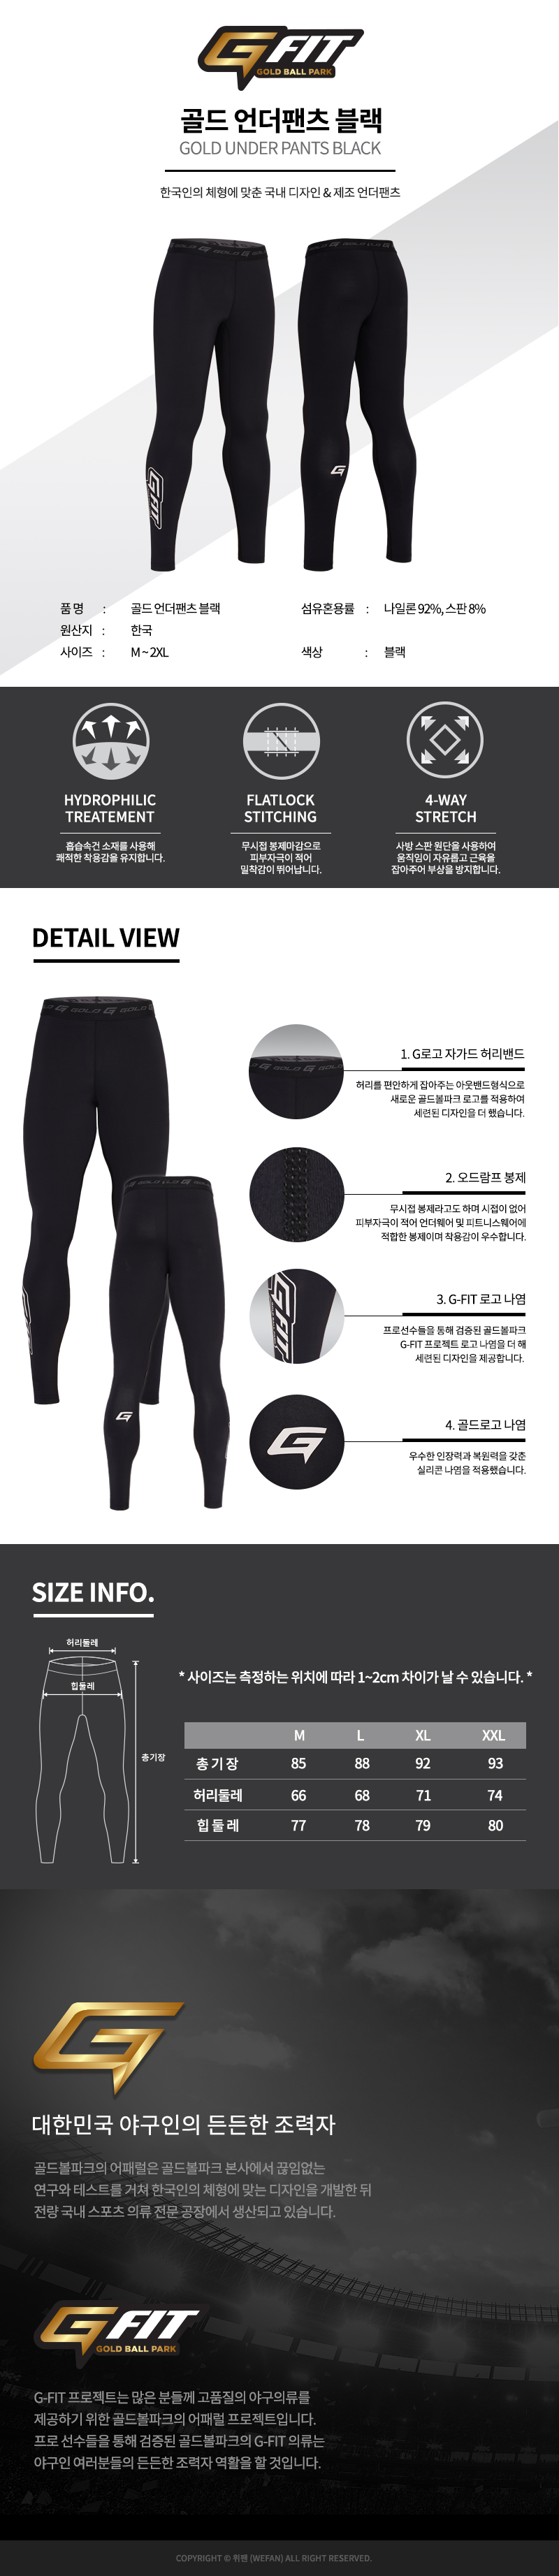 GFIT
GOLD BALL PARK
골드 언더팬츠 블랙
GOLD UNDER PANTS BLACK
한국인의 체형에 맞춘 국내 디자인 & 제조 언더팬츠
GOLD G GOLD
G
GFIT
품 명 : 골드 언더팬츠 블랙
섬유혼용률 : 나일론 92%, 스판 8%
원산지 : 한국
사이즈 : M ~ 2XL
색상 : 블랙
HYDROPHILIC
TREATEMENT
흡습속건 소재를 사용해
쾌적한 착용감을 유지합니다.
FLATLOCK
STITCHING
무시접 봉제마감으로
피부자극이 적어
밀착감이 뛰어납니다.
4-WAY
STRETCH
사방 스판 원단을 사용하여
움직임이 자유롭고 근육을
잡아주어 부상을 방지합니다.
DETAIL VIEW
GOLD G GOLD G GOLD
1. G로고 자가드 허리밴드
허리를 편안하게 잡아주는 아웃밴드형식으로
새로운 골드볼파크 로고를 적용하여
세련된 디자인을 더 했습니다.
2. 오드람프 봉제
무시접 봉제라고도 하며 시접이 없어
피부자극이 적어 언더웨어 및 피트니스웨어에
적합한 봉제이며 착용감이 우수합니다.
GFIT
3. G-FIT 로고 나염
프로선수들을 통해 검증된 골드볼파크
G-FIT 프로젝트 로고 나염을 더 해
세련된 디자인을 제공합니다.
G
4. 골드로고 나염
우수한 인장력과 복원력을 갖춘
실리콘 나염을 적용했습니다.
SIZE INFO.
허리둘레
힙둘레
총기장
* 사이즈는 측정하는 위치에 따라 1~2cm 차이가 날 수 있습니다. *
M L XL XXL
총 기 장 85 88 92 93
허리둘레 66 68 71 74
힙 둘 레 77 78 79 80
G
대한민국 야구인의 든든한 조력자
골드볼파크의 어패럴은 골드볼파크 본사에서 끊임없는
연구와 테스트를 거쳐 한국인의 체형에 맞는 디자인을 개발한 뒤
전량 국내 스포츠 의류 전문 공장에서 생산되고 있습니다.
GFIT
GOLD BALL PARK
G-FIT 프로젝트는 많은 분들께 고품질의 야구의류를
제공하기 위한 골드볼파크의 어패럴 프로젝트입니다.
프로 선수들을 통해 검증된 골드볼파크의 G-FIT 의류는
야구인 여러분들의 든든한 조력자 역활을 할 것입니다.
COPYRIGHT © 위팬 (WEFAN) ALL RIGHT RESERVED.